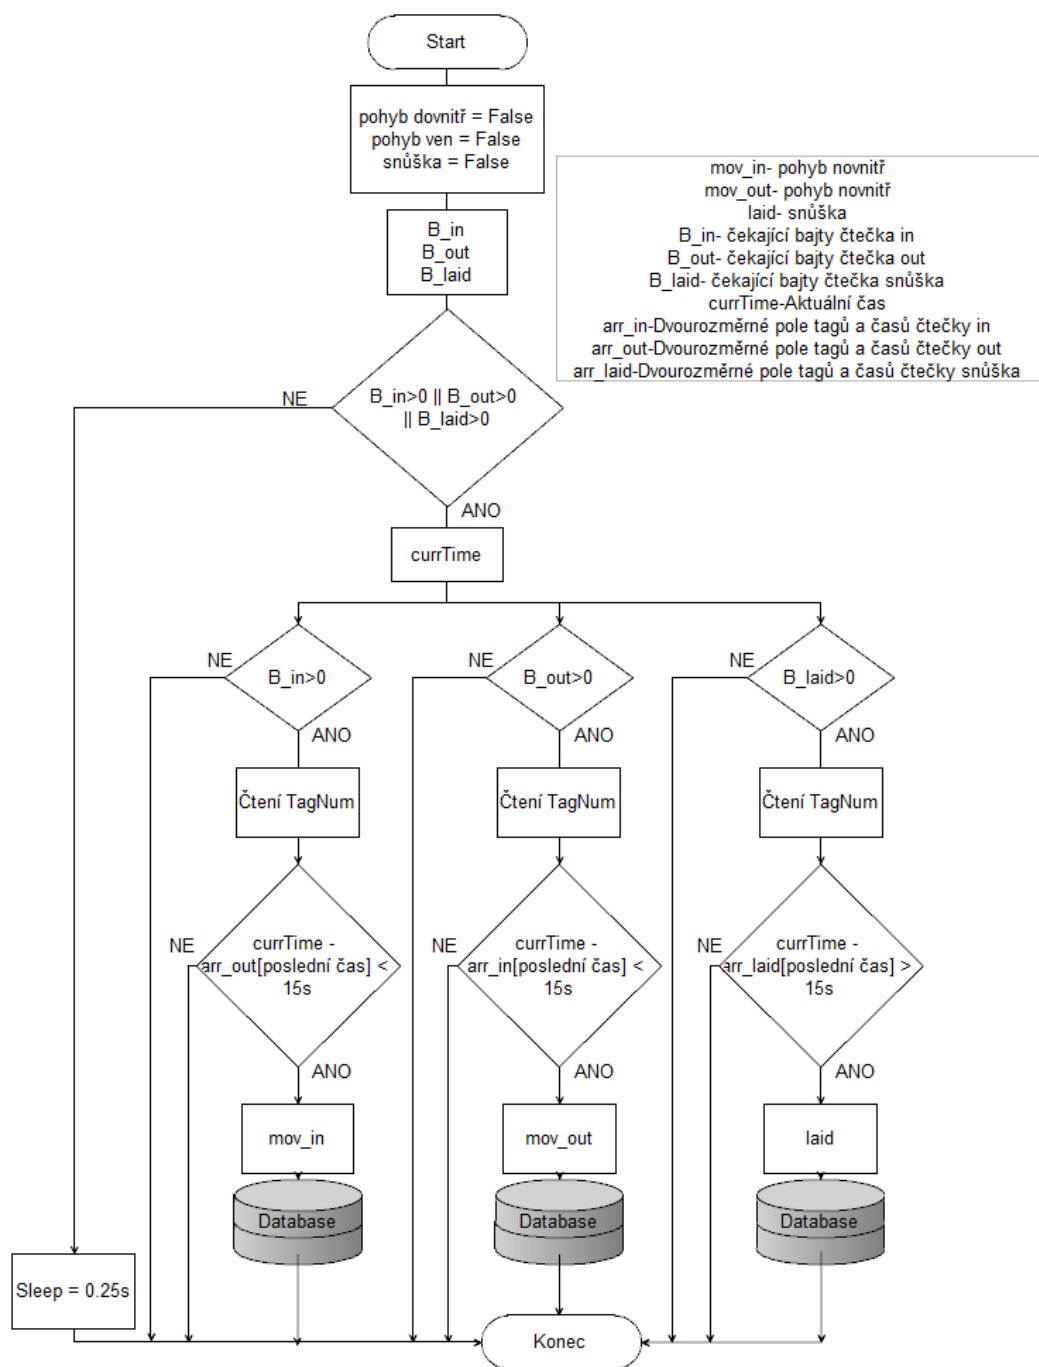 Start
pohyb dovnitř = False
pohyb ven = False
snůška = False
mov_in- pohyb novnitř
mov_out- pohyb novnitř
laid- snůška
B_in- čekající bajty čtečka in
B_out- čekající bajty čtečka out
B_laid- čekající bajty čtečka snůška
currTime-Aktuální čas
arr_in-Dvourozměrné pole tagů a časů čtečky in
arr_out-Dvourozměrné pole tagů a časů čtečky out
arr_laid-Dvourozměrné pole tagů a časů čtečky snůška
B_in
B_out
B_laid
NE
B_in>0 || B_out>0
|| B_laid>0
ANO
currTime
NE
B_in>0
ANO
NE
B_out>0
ANO
NE
B_laid>0
ANO
Čtení TagNum
Čtení TagNum
Čtení TagNum
NE
currTime -
arr_out[poslední čas] <
15s
ANO
NE
currTime -
arr_in[poslední čas] <
15s
ANO
NE
currTime -
arr_laid[poslední čas] >
15s
ANO
mov_in
mov_out
laid
Database
Database
Database
Sleep = 0.25s
Konec